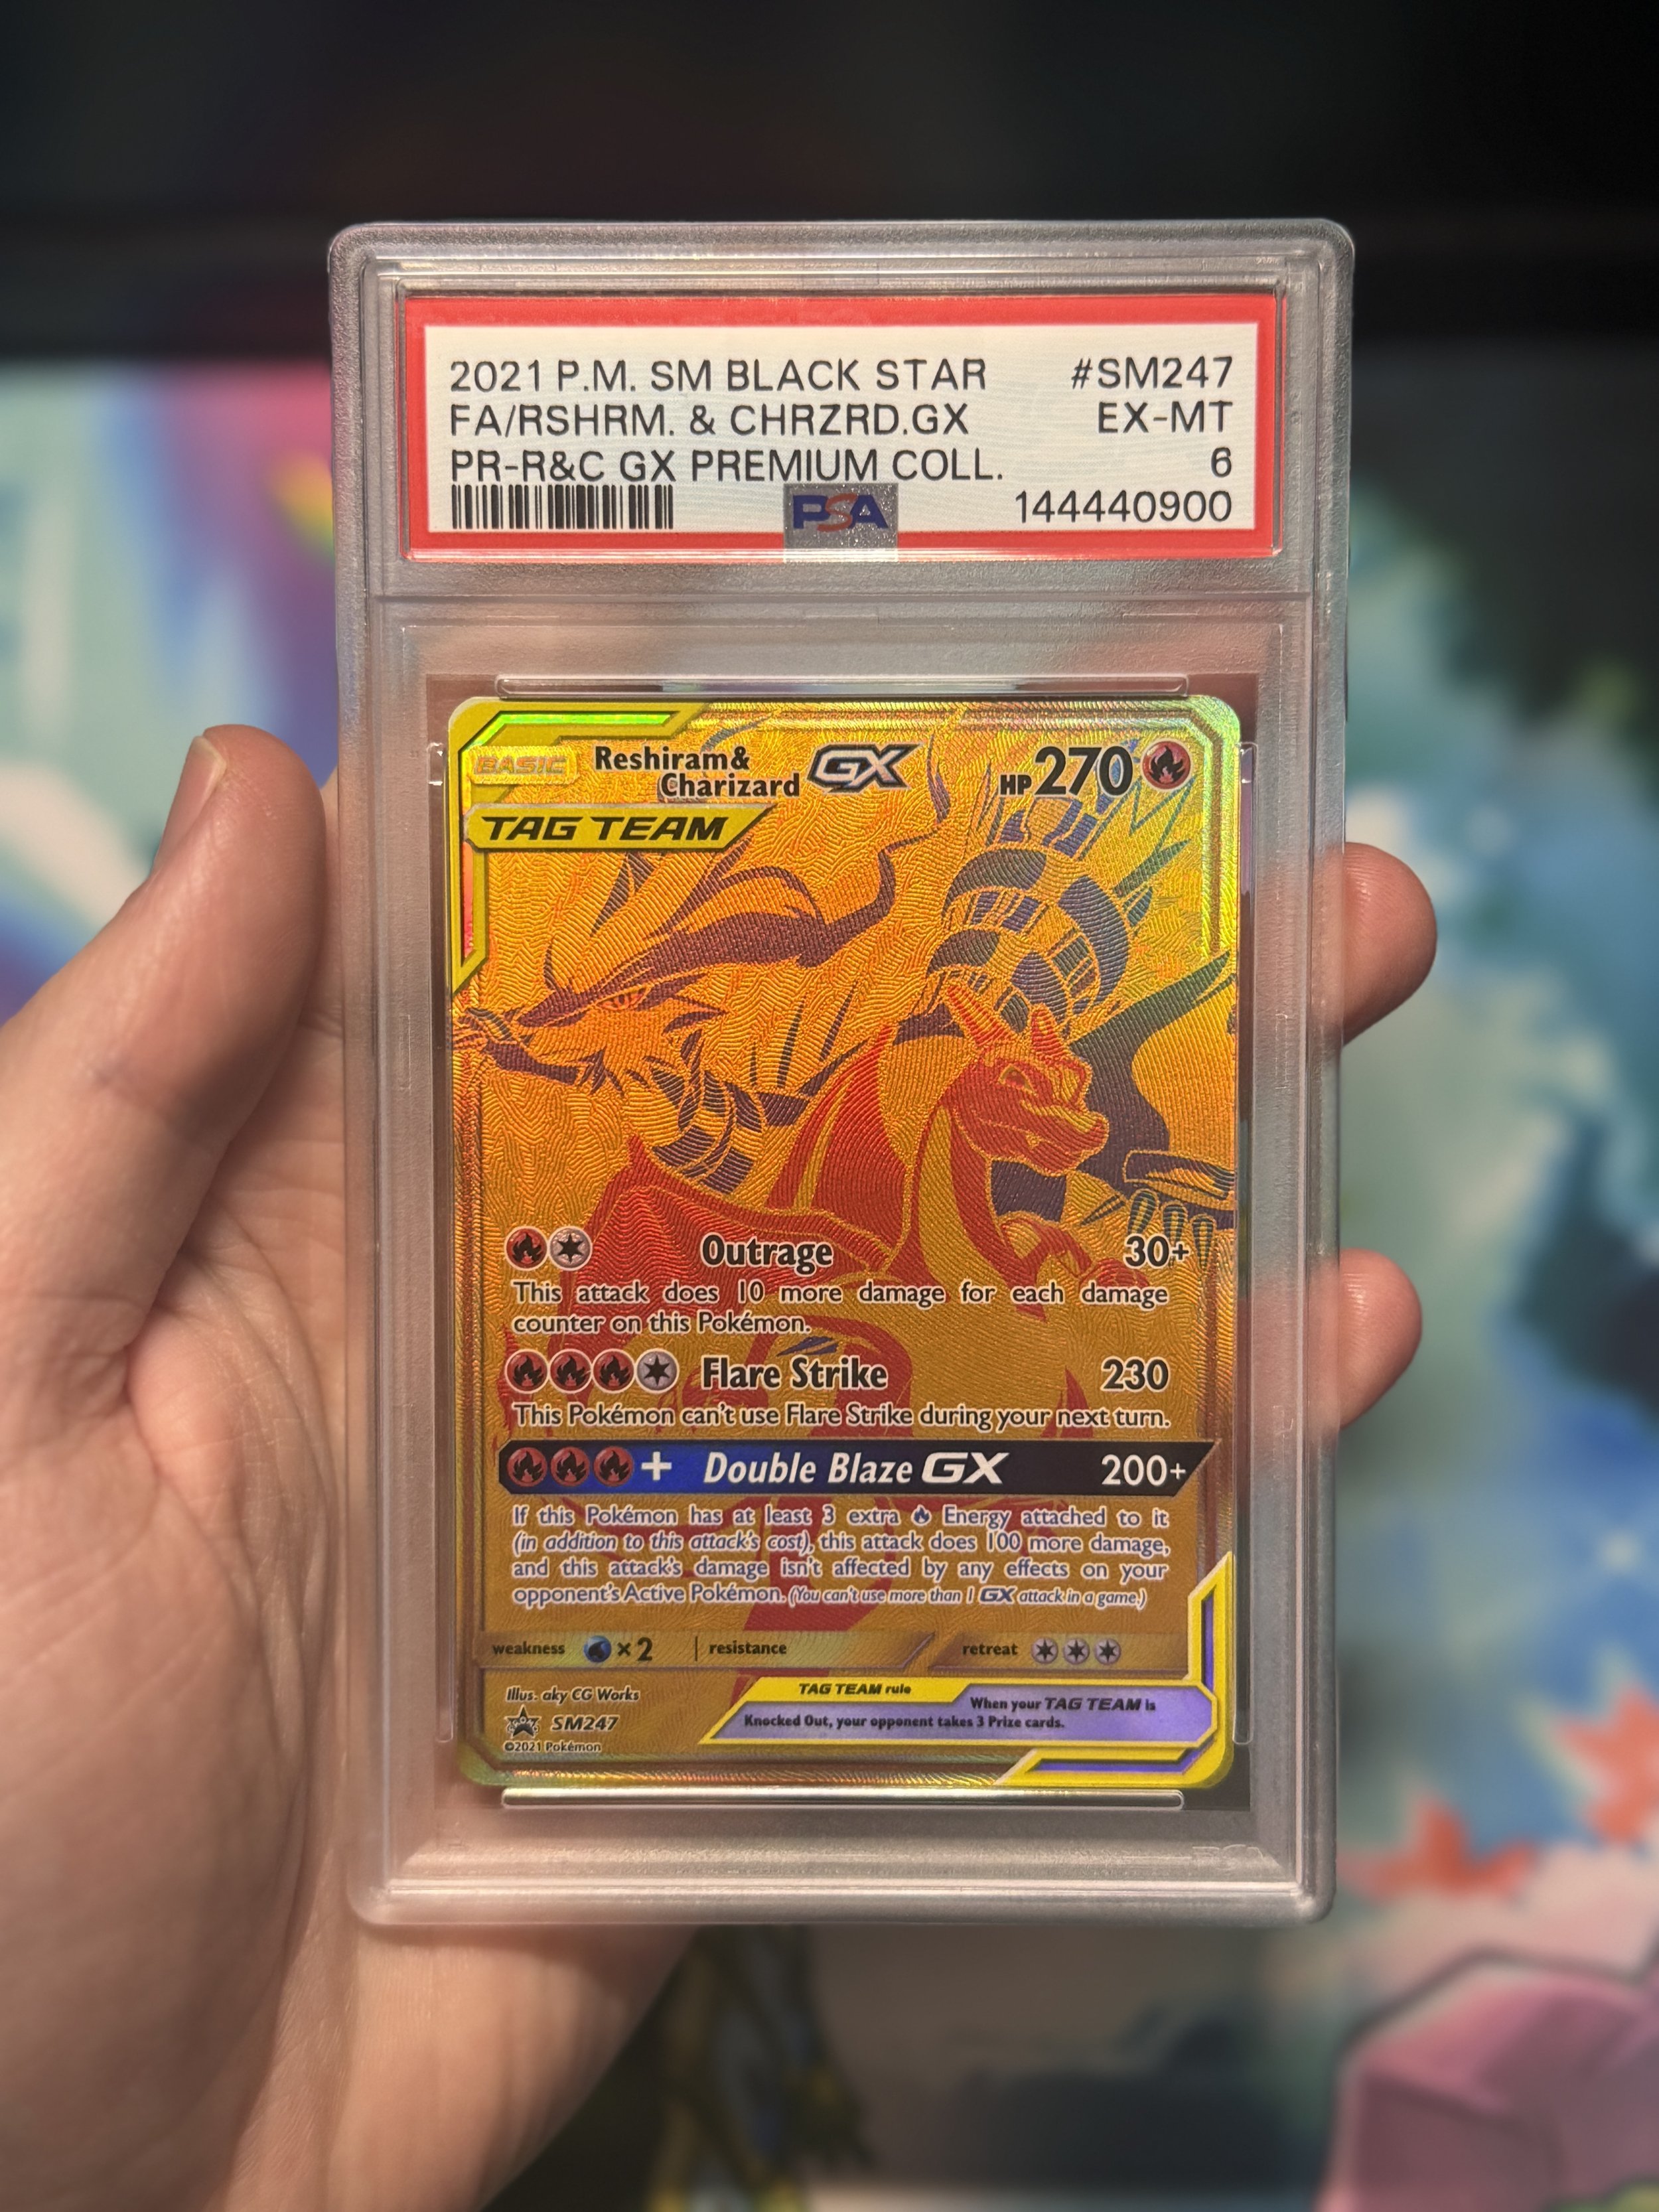 2021 P.M. SM BLACK STAR #SM247
FA/RSHRM. & CHRZRD.GX EX-MT
PR-R&C GX PREMIUM COLL. 6
PSA 144440900
BASIC Reshiram& Charizard GX HP 270
TAG TEAM
Outrage 30+
This attack does 10 more damage for each damage
counter on this Pokémon.
Flare Strike 230
This Pokémon can't use Flare Strike during your next turn.
+ Double Blaze GX 200+
If this Pokémon has at least 3 extra Energy attached to it
(in addition to this attack's cost), this attack does 100 more damage,
and this attack's damage isn't affected by any effects on your
opponent's Active Pokémon. (You can't use more than 1 GX attack in a game.)
weakness ×2 resistance retreat
Illus. aky CG Works
SM247
©2021 Pokémon
TAG TEAM rule
When your TAG TEAM is
Knocked Out, your opponent takes 3 Prize cards.
PSA